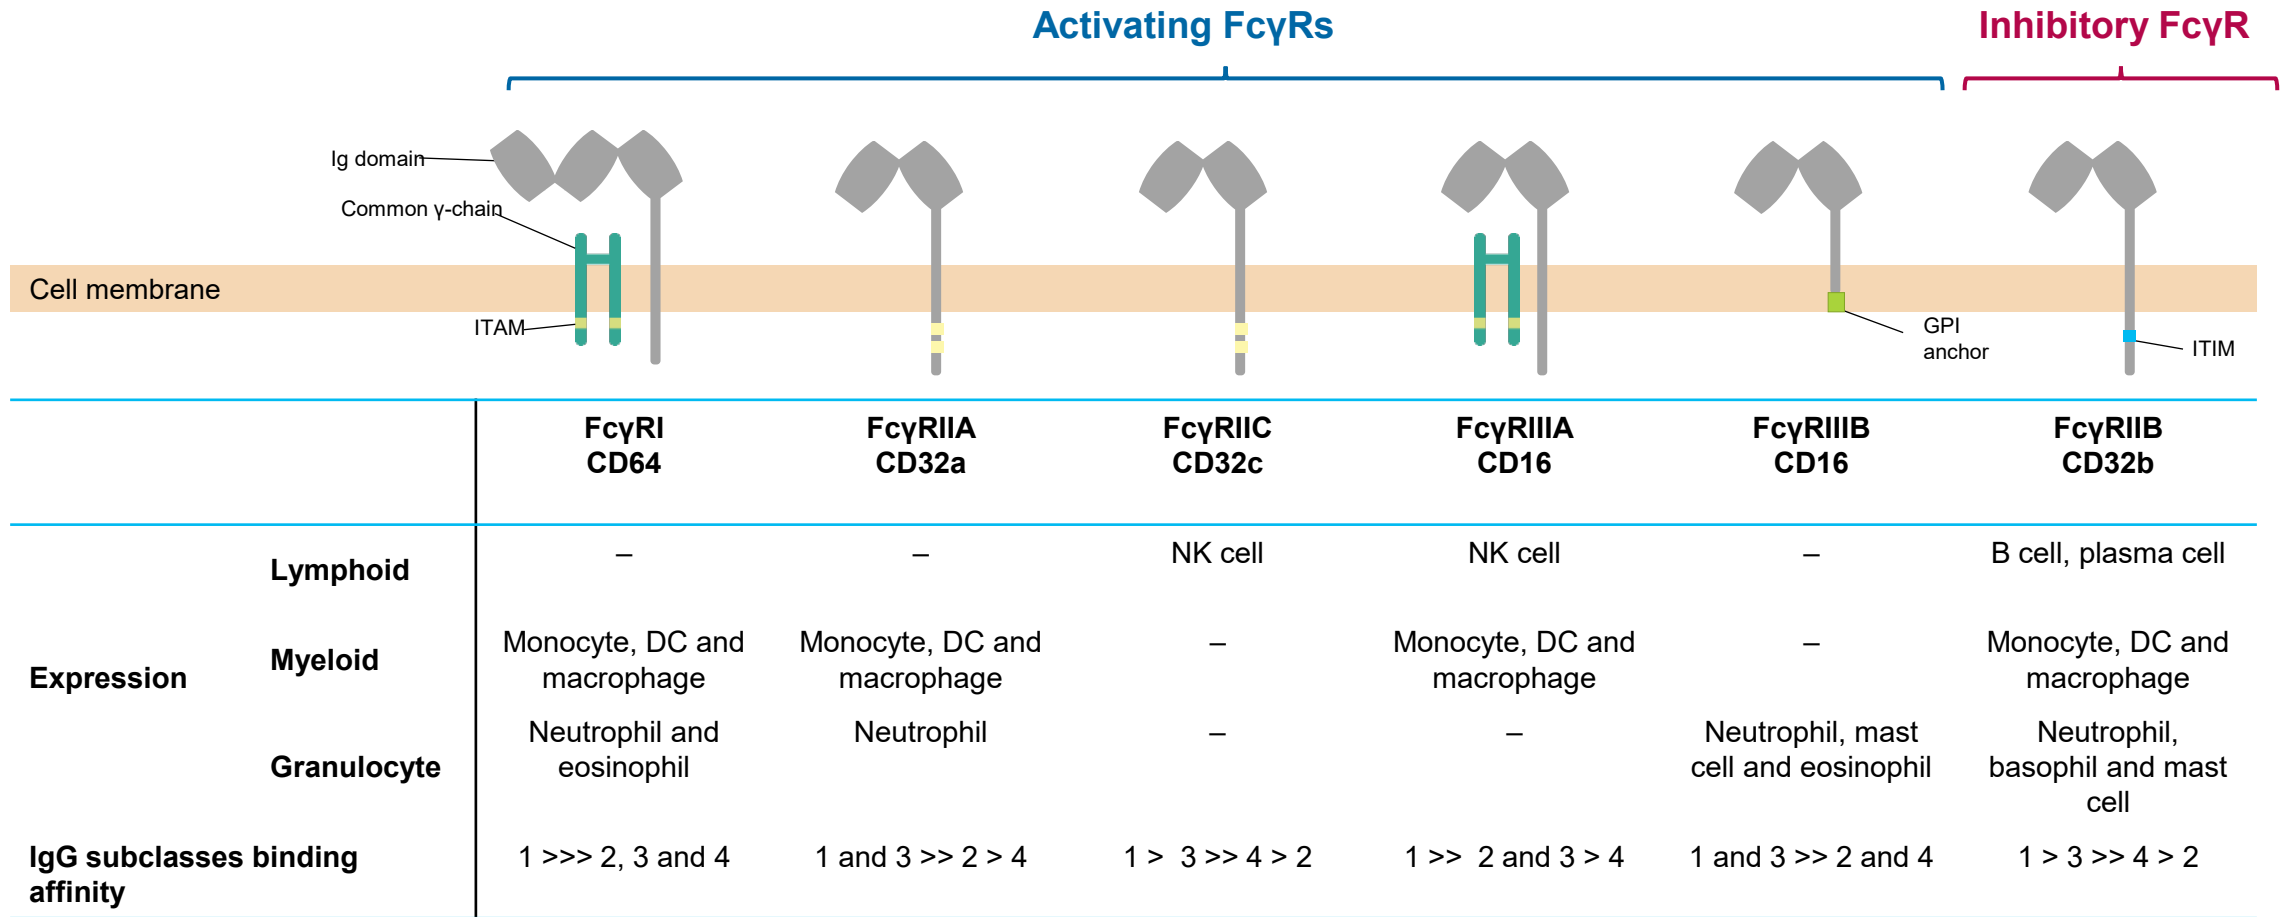 Activating FcγRs
Inhibitory FcγR
Ig domain
Common γ-chain
Cell membrane
ITAM
GPI
anchor
ITIM
FcγRI
CD64
FcγRIIA
CD32a
FcγRIIC
CD32c
FcγRIIIA
CD16
FcγRIIIB
CD16
FcγRIIB
CD32b
Expression
Lymphoid
–
–
NK cell
NK cell
–
B cell, plasma cell
Myeloid
Monocyte, DC and
macrophage
Monocyte, DC and
macrophage
–
Monocyte, DC and
macrophage
–
Monocyte, DC and
macrophage
Granulocyte
Neutrophil and
eosinophil
Neutrophil
–
–
Neutrophil, mast
cell and eosinophil
Neutrophil,
basophil and mast
cell
IgG subclasses binding
affinity
1 >>> 2, 3 and 4
1 and 3 >> 2 > 4
1 > 3 >> 4 > 2
1 >> 2 and 3 > 4
1 and 3 >> 2 and 4
1 > 3 >> 4 > 2